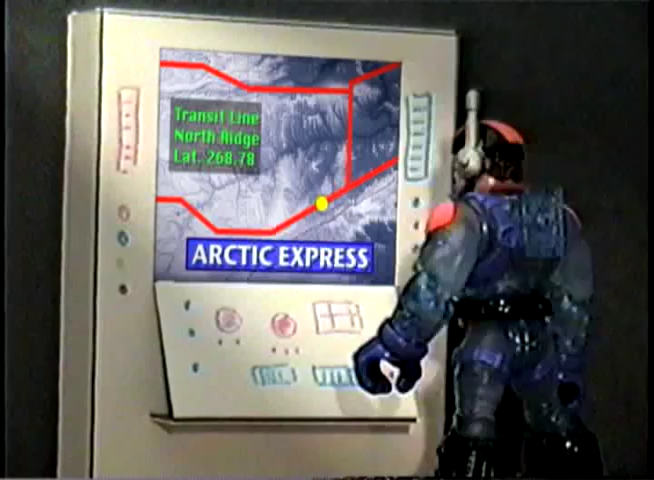 Transit Line
North Ridge
Lat. 268.78
ARCTIC EXPRESS